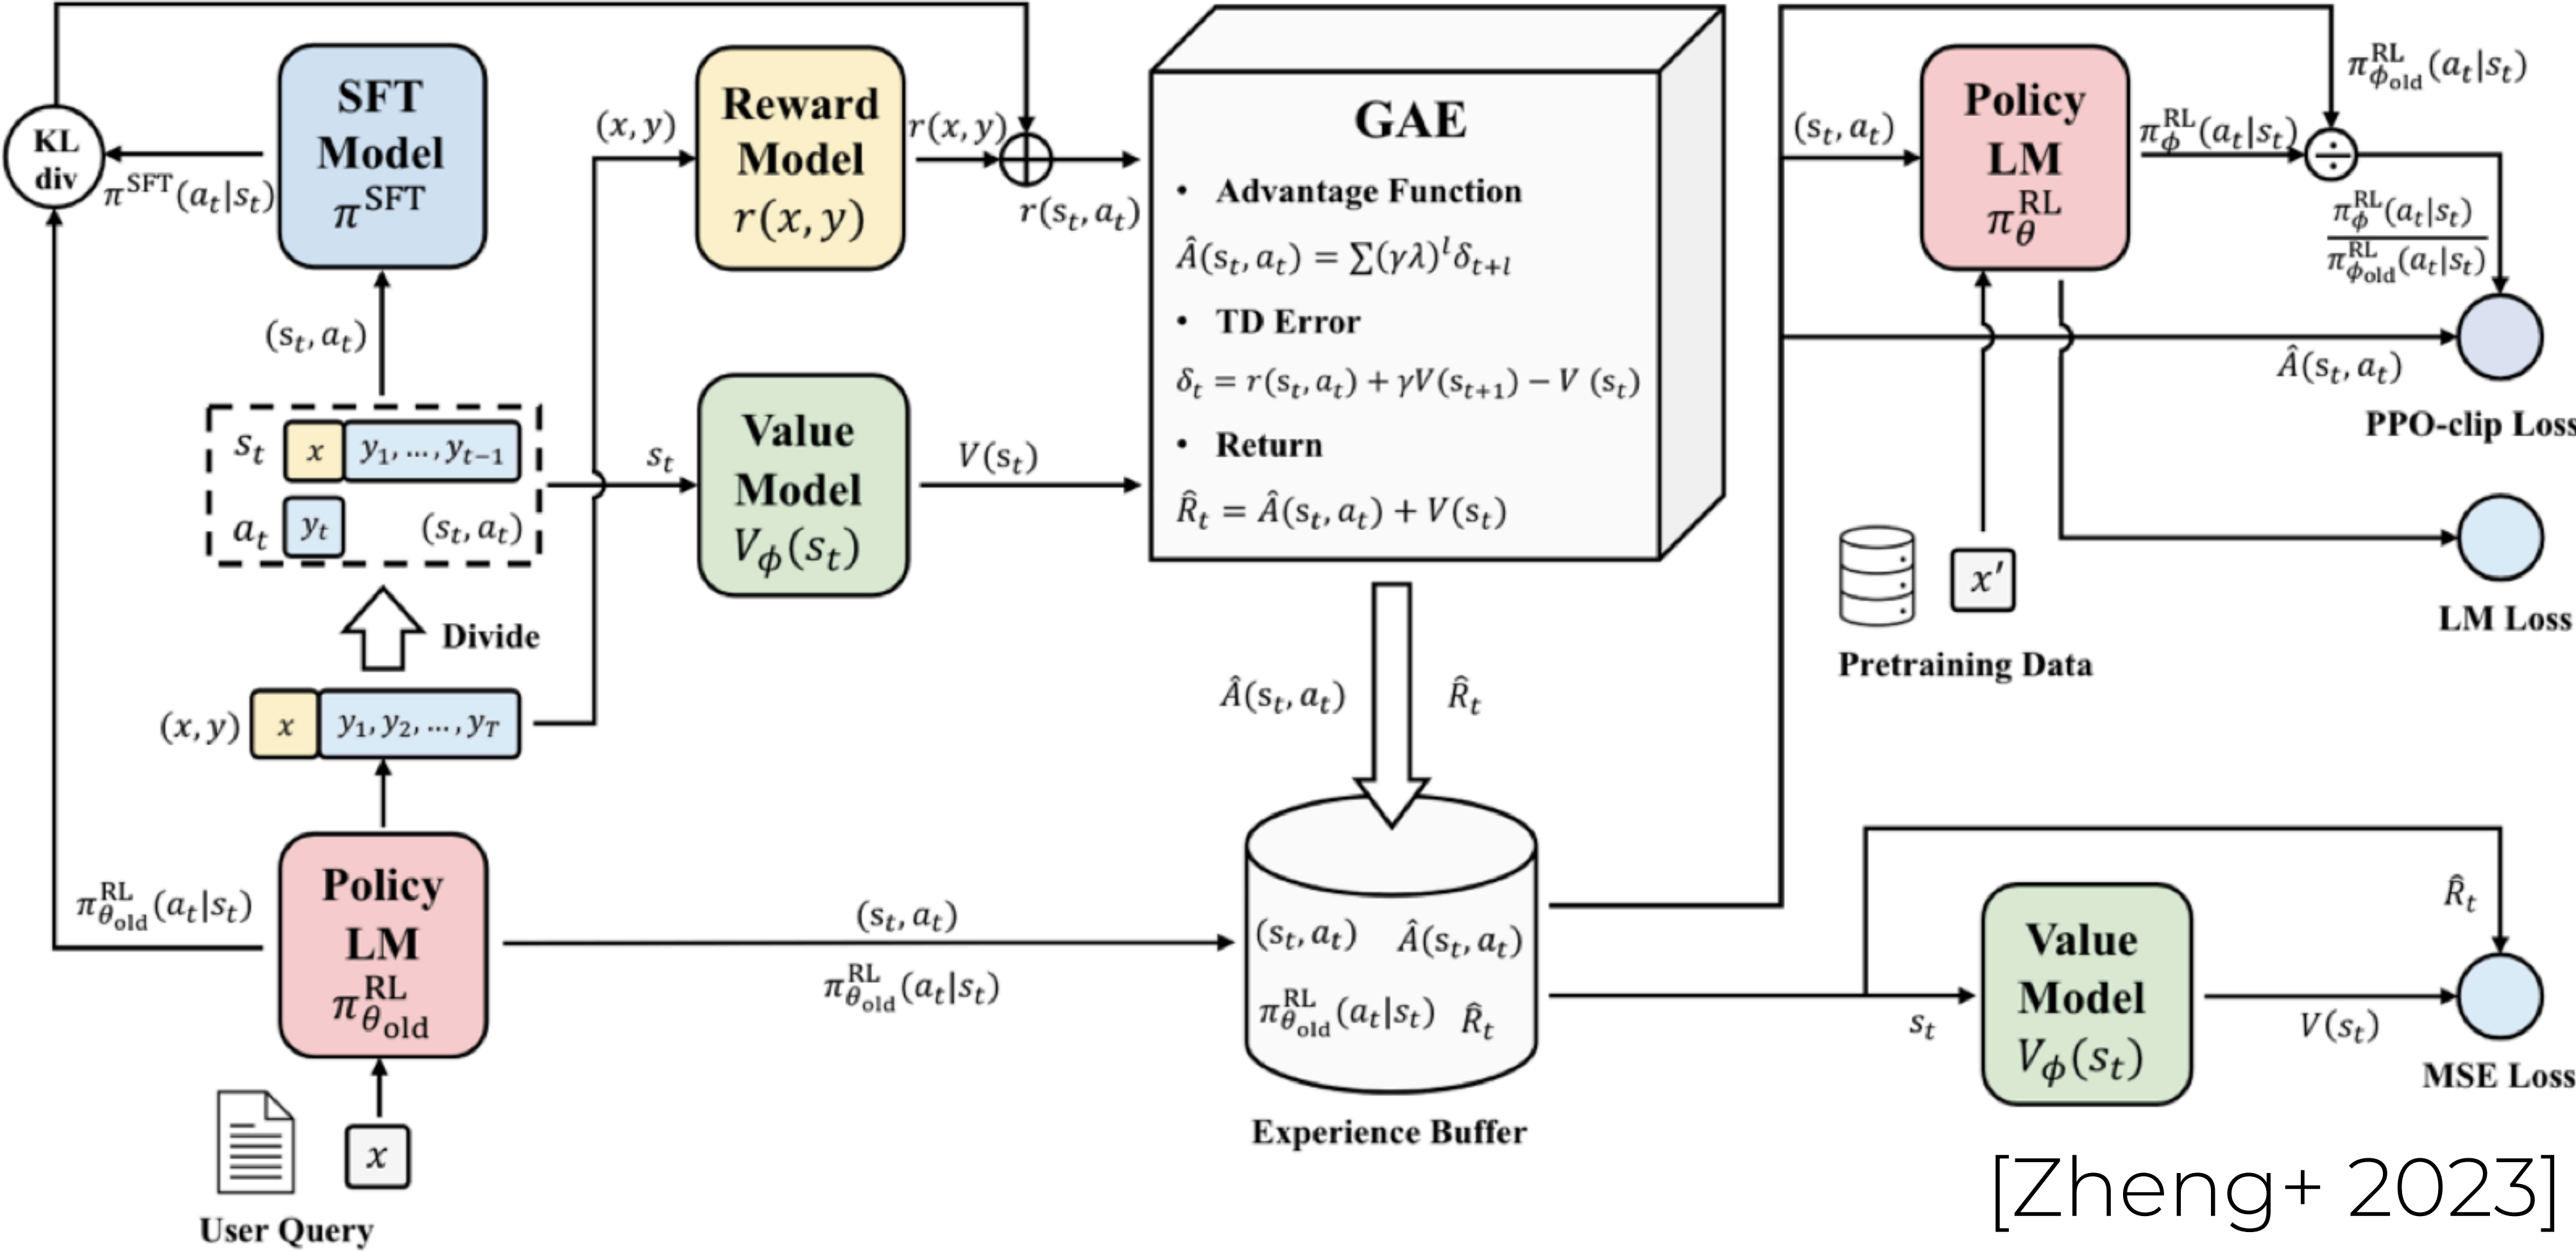 KL
div
π^SFT(a_t|s_t)
SFT
Model
π^SFT
(s_t, a_t)
s_t x y_1, ..., y_{t−1}
a_t y_t (s_t, a_t)
Divide
(x, y) x y_1, y_2, ..., y_T
π^RL_{θ_old}(a_t|s_t)
Policy
LM
π^RL_{θ_old}
x
User Query
(x, y)
Reward
Model
r(x, y)
r(x, y)
r(s_t, a_t)
s_t
Value
Model
V_ϕ(s_t)
V(s_t)
GAE
• Advantage Function
Â(s_t, a_t) = ∑(γλ)^l δ_{t+l}
• TD Error
δ_t = r(s_t, a_t) + γV(s_{t+1}) − V (s_t)
• Return
R̂_t = Â(s_t, a_t) + V(s_t)
Â(s_t, a_t) R̂_t
(s_t, a_t)
π^RL_{θ_old}(a_t|s_t)
(s_t, a_t) Â(s_t, a_t)
π^RL_{θ_old}(a_t|s_t) R̂_t
Experience Buffer
(s_t, a_t)
Policy
LM
π^RL_θ
π^RL_ϕ(a_t|s_t)
π^RL_{ϕ_old}(a_t|s_t)
÷
π^RL_ϕ(a_t|s_t)
π^RL_{ϕ_old}(a_t|s_t)
Â(s_t, a_t)
PPO-clip Loss
x′
Pretraining Data
LM Loss
s_t
Value
Model
V_ϕ(s_t)
V(s_t)
R̂_t
MSE Loss
[Zheng+ 2023]